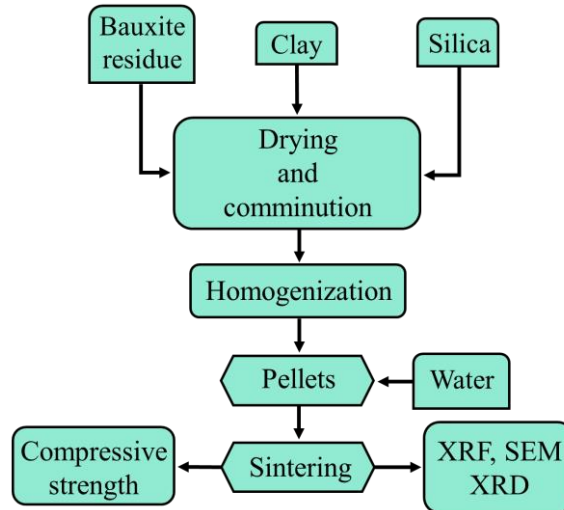 Bauxite
residue
Clay
Silica
Drying
and
comminution
Homogenization
Pellets
Water
Compressive
strength
Sintering
XRF, SEM
XRD